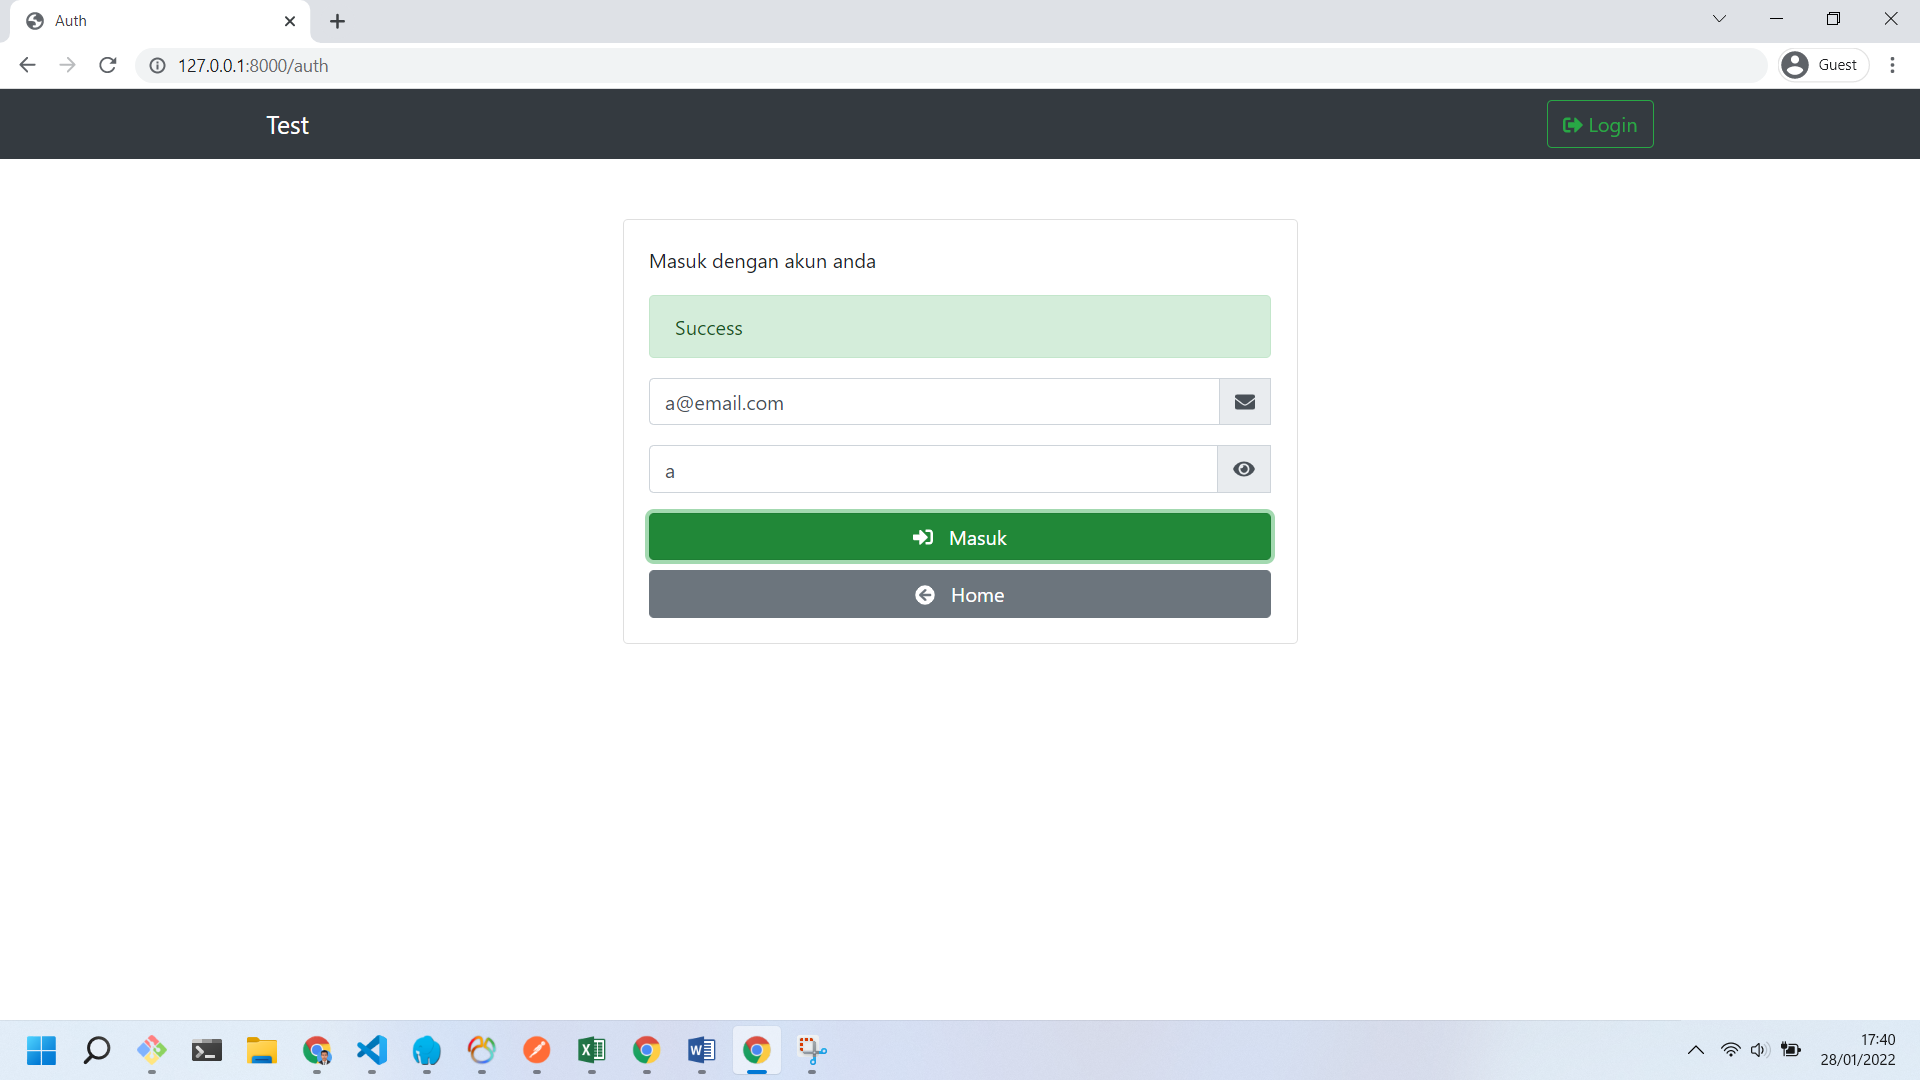 Auth
127.0.0.1:8000/auth
Guest
Test
Login
Masuk dengan akun anda
Success
a@email.com
a
Masuk
Home
17:40
28/01/2022